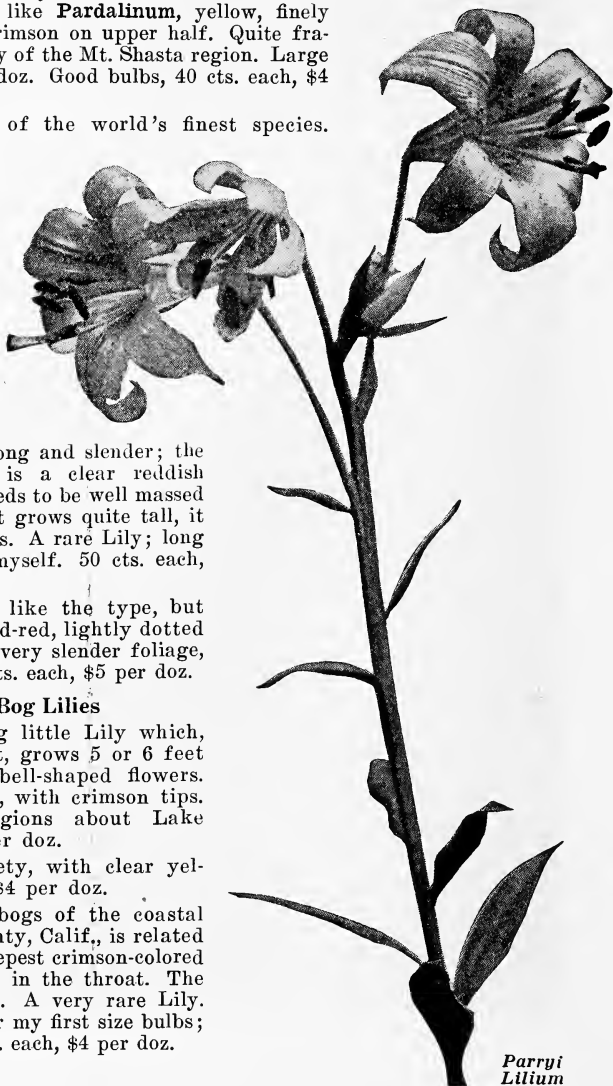 like Pardalinum, yellow, finely
rimson on upper half. Quite fra-
y of the Mt. Shasta region. Large
doz. Good bulbs, 40 cts. each, $4
of the world's finest species.
ong and slender; the
is a clear reddish
eds to be well massed
t grows quite tall, it
s. A rare Lily; long
myself. 50 cts. each,
like the type, but
d-red, lightly dotted
very slender foliage,
ts. each, $5 per doz.
Bog Lilies
g little Lily which,
t, grows 5 or 6 feet
bell-shaped flowers.
, with crimson tips.
gions about Lake
er doz.
ety, with clear yel-
$4 per doz.
bogs of the coastal
nty, Calif., is related
epest crimson-colored
in the throat. The
. A very rare Lily.
r my first size bulbs;
. each, $4 per doz.
Parryi
Lilium